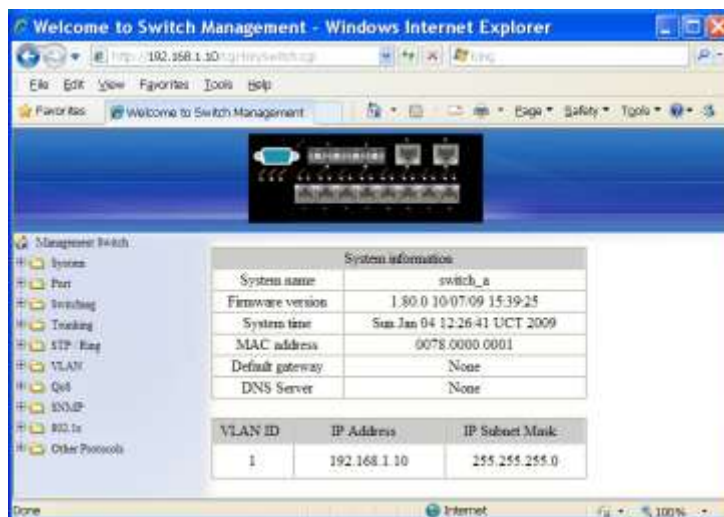 Welcome to Switch Management - Windows Internet Explorer
File Edit View Favorites Tools Help
Favorites Welcome to Switch Management Page Safety Tools
Management Switch
System
Port
Switching
Trunking
STP / Ring
VLAN
QoS
SNMP
802.1x
Other Protocols
System information
System name switch_a
Firmware version 1.80.0 10/07/09 15:39:25
System time Sun Jan 04 12:26:41 UCT 2009
MAC address 0078.0000.0001
Default gateway None
DNS Server None
VLAN ID IP Address IP Subnet Mask
1 192.168.1.10 255.255.255.0
Done Internet 100%